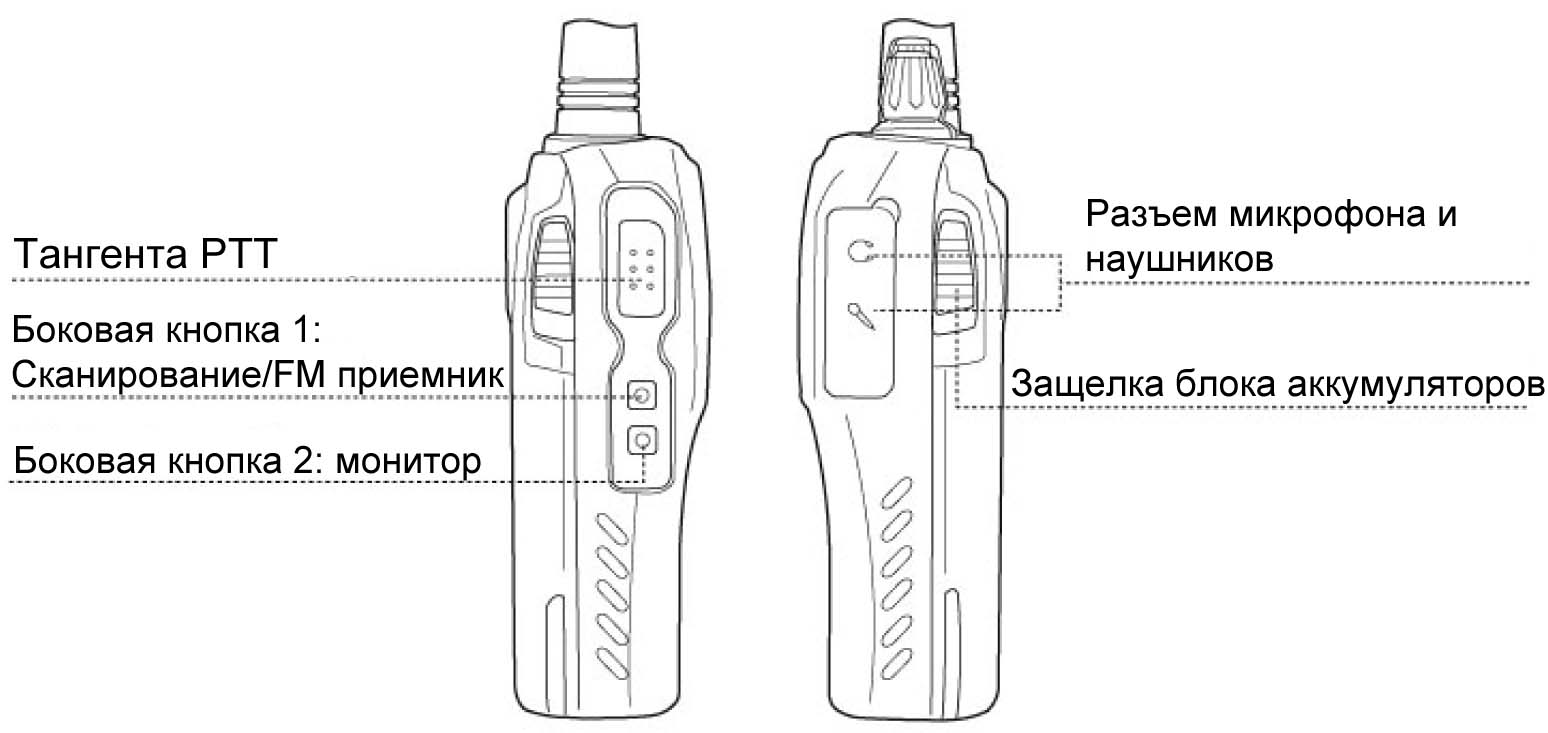 Тангента PTT
Боковая кнопка 1:
Сканирование/FM приемник
Боковая кнопка 2: монитор
Разъем микрофона и
наушников
Защелка блока аккумуляторов